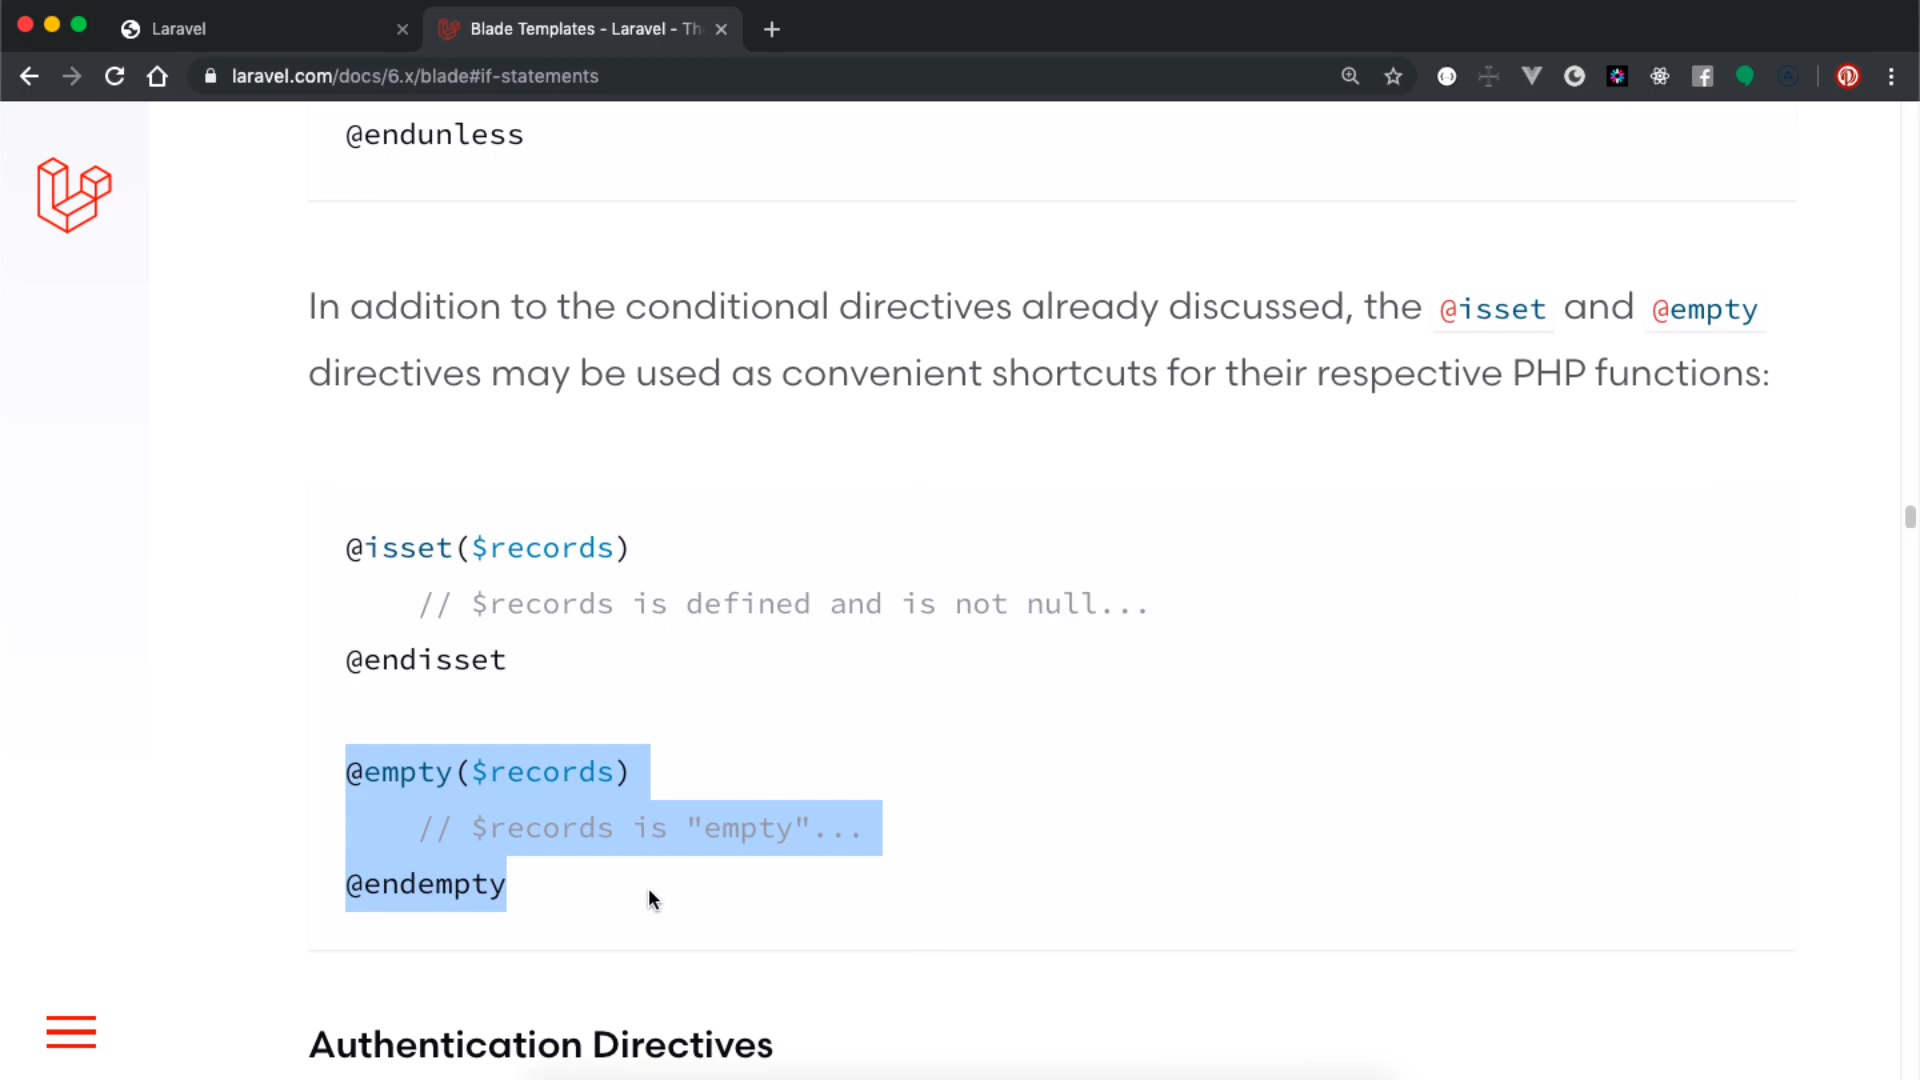 Laravel
Blade Templates - Laravel - Th
laravel.com/docs/6.x/blade#if-statements
@endunless
In addition to the conditional directives already discussed, the @isset and @empty
directives may be used as convenient shortcuts for their respective PHP functions:
@isset($records)
// $records is defined and is not null...
@endisset
@empty($records)
// $records is "empty"...
@endempty
Authentication Directives